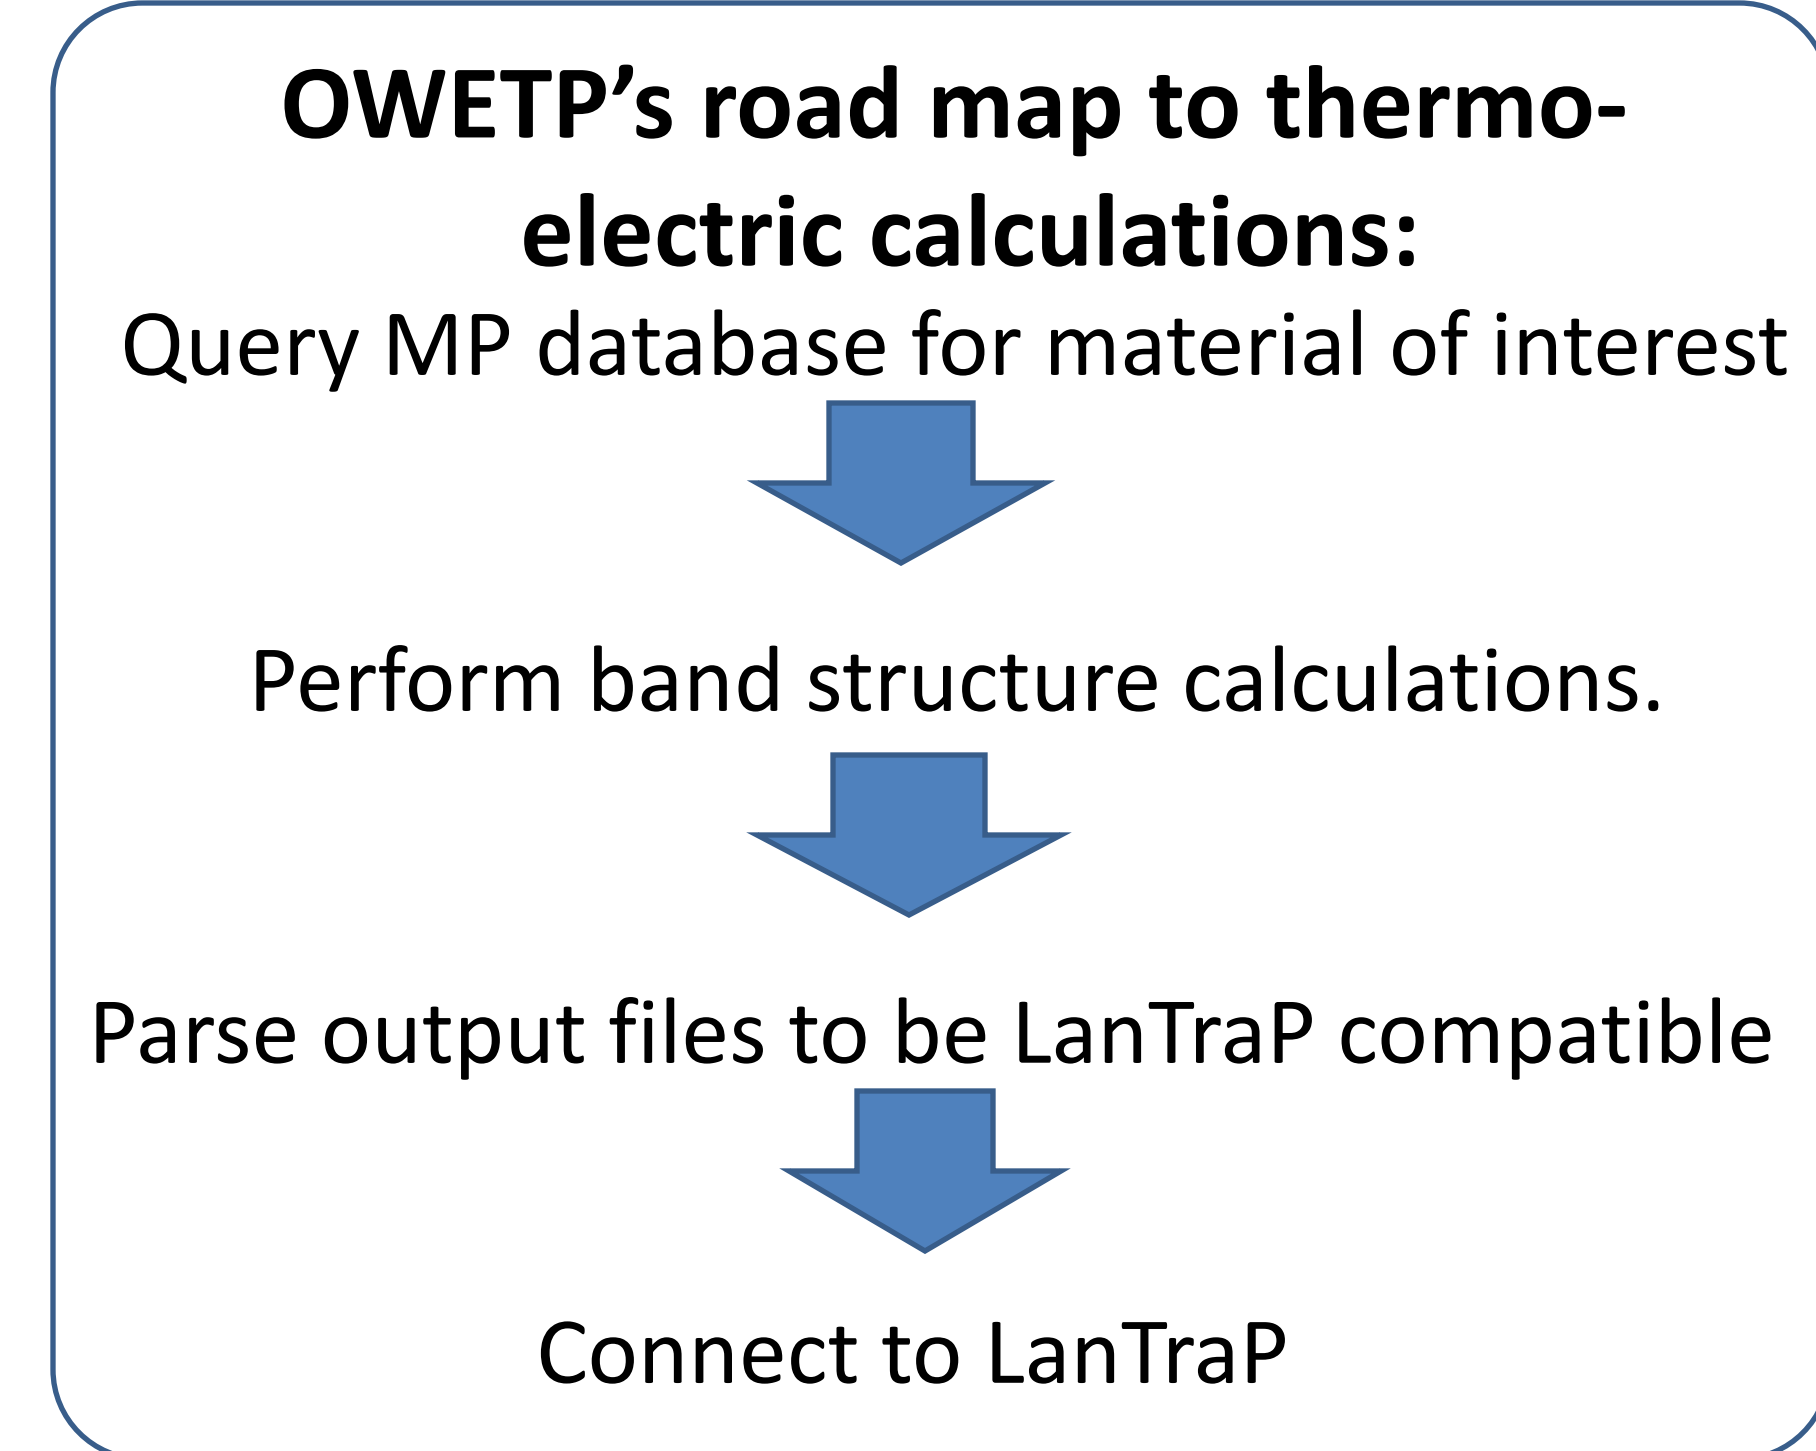 OWETP’s road map to thermo-
electric calculations:
Query MP database for material of interest
Perform band structure calculations.
Parse output files to be LanTraP compatible
Connect to LanTraP